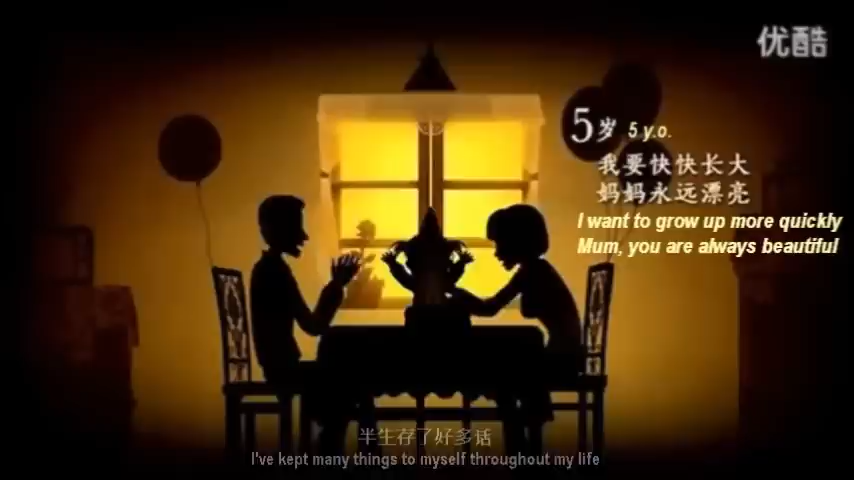 优酷
5岁 5 y.o.
我要快快长大
妈妈永远漂亮
I want to grow up more quickly
Mum, you are always beautiful
半生存了好多话
I've kept many things to myself throughout my life